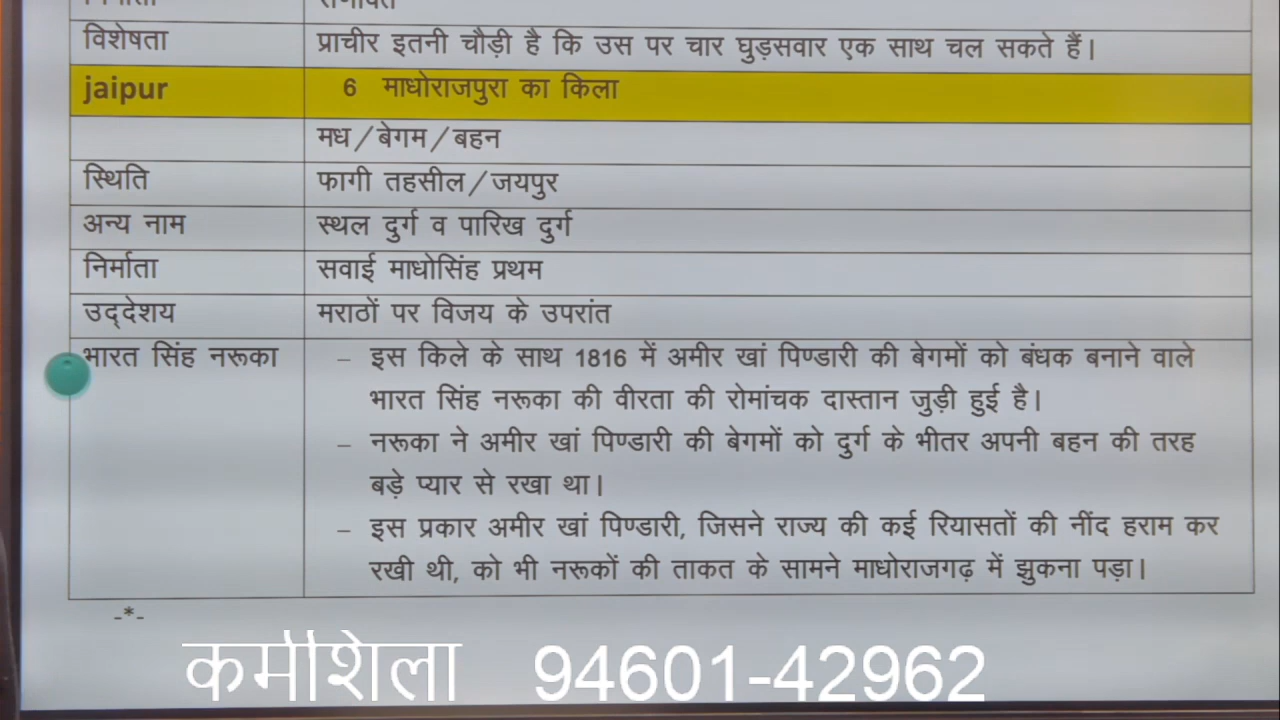 विशेषता प्राचीर इतनी चौड़ी है कि उस पर चार घुड़सवार एक साथ चल सकते हैं।
jaipur 6 माधोराजपुरा का किला
मध/बेगम/बहन
स्थिति फागी तहसील/जयपुर
अन्य नाम स्थल दुर्ग व पारिख दुर्ग
निर्माता सवाई माधोसिंह प्रथम
उद्देशय मराठों पर विजय के उपरांत
भारत सिंह नरूका – इस किले के साथ 1816 में अमीर खां पिण्डारी की बेगमों को बंधक बनाने वाले
भारत सिंह नरूका की वीरता की रोमांचक दास्तान जुड़ी हुई है।
– नरूका ने अमीर खां पिण्डारी की बेगमों को दुर्ग के भीतर अपनी बहन की तरह
बड़े प्यार से रखा था।
– इस प्रकार अमीर खां पिण्डारी, जिसने राज्य की कई रियासतों की नींद हराम कर
रखी थी, को भी नरूकों की ताकत के सामने माधोराजगढ़ में झुकना पड़ा।
-*-
कर्मशिला 94601-42962